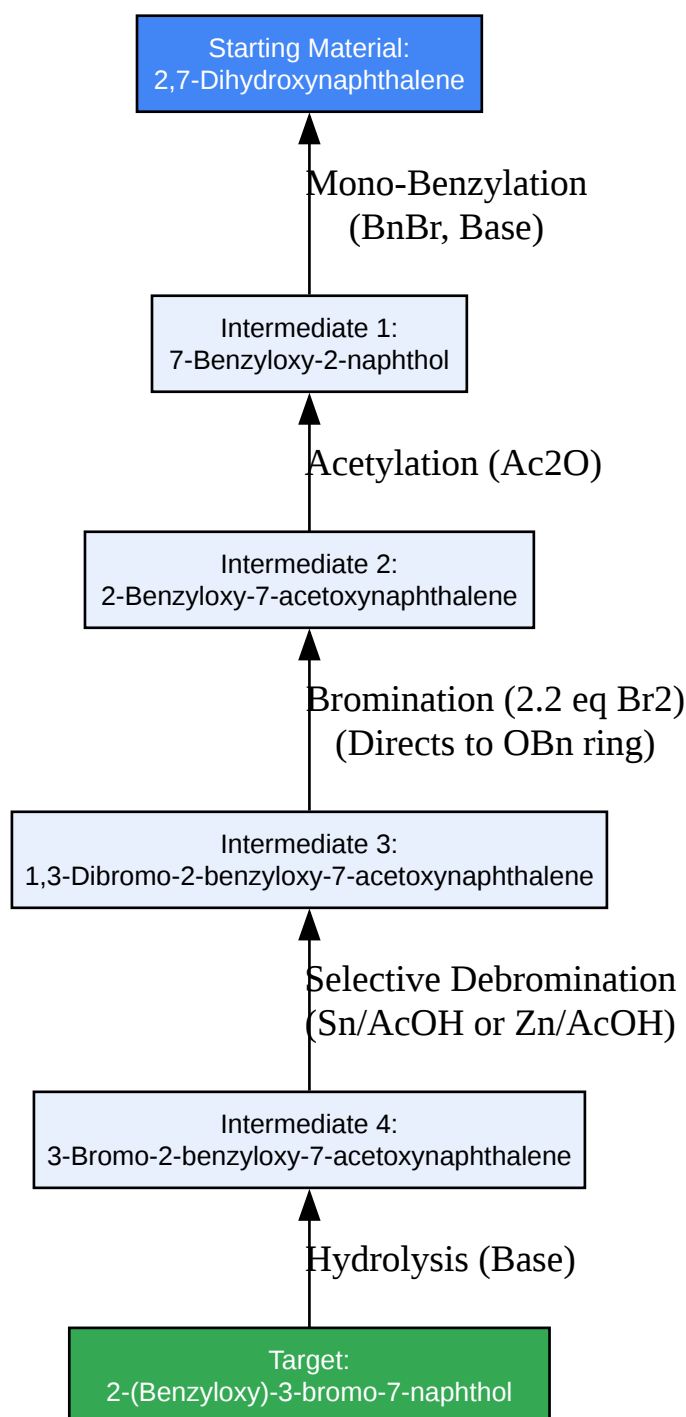 Starting Material:
2,7-Dihydroxynaphthalene
Mono-Benzylation
(BnBr, Base)
Intermediate 1:
7-Benzyloxy-2-naphthol
Acetylation (Ac2O)
Intermediate 2:
2-Benzyloxy-7-acetoxynaphthalene
Bromination (2.2 eq Br2)
(Directs to OBn ring)
Intermediate 3:
1,3-Dibromo-2-benzyloxy-7-acetoxynaphthalene
Selective Debromination
(Sn/AcOH or Zn/AcOH)
Intermediate 4:
3-Bromo-2-benzyloxy-7-acetoxynaphthalene
Hydrolysis (Base)
Target:
2-(Benzyloxy)-3-bromo-7-naphthol